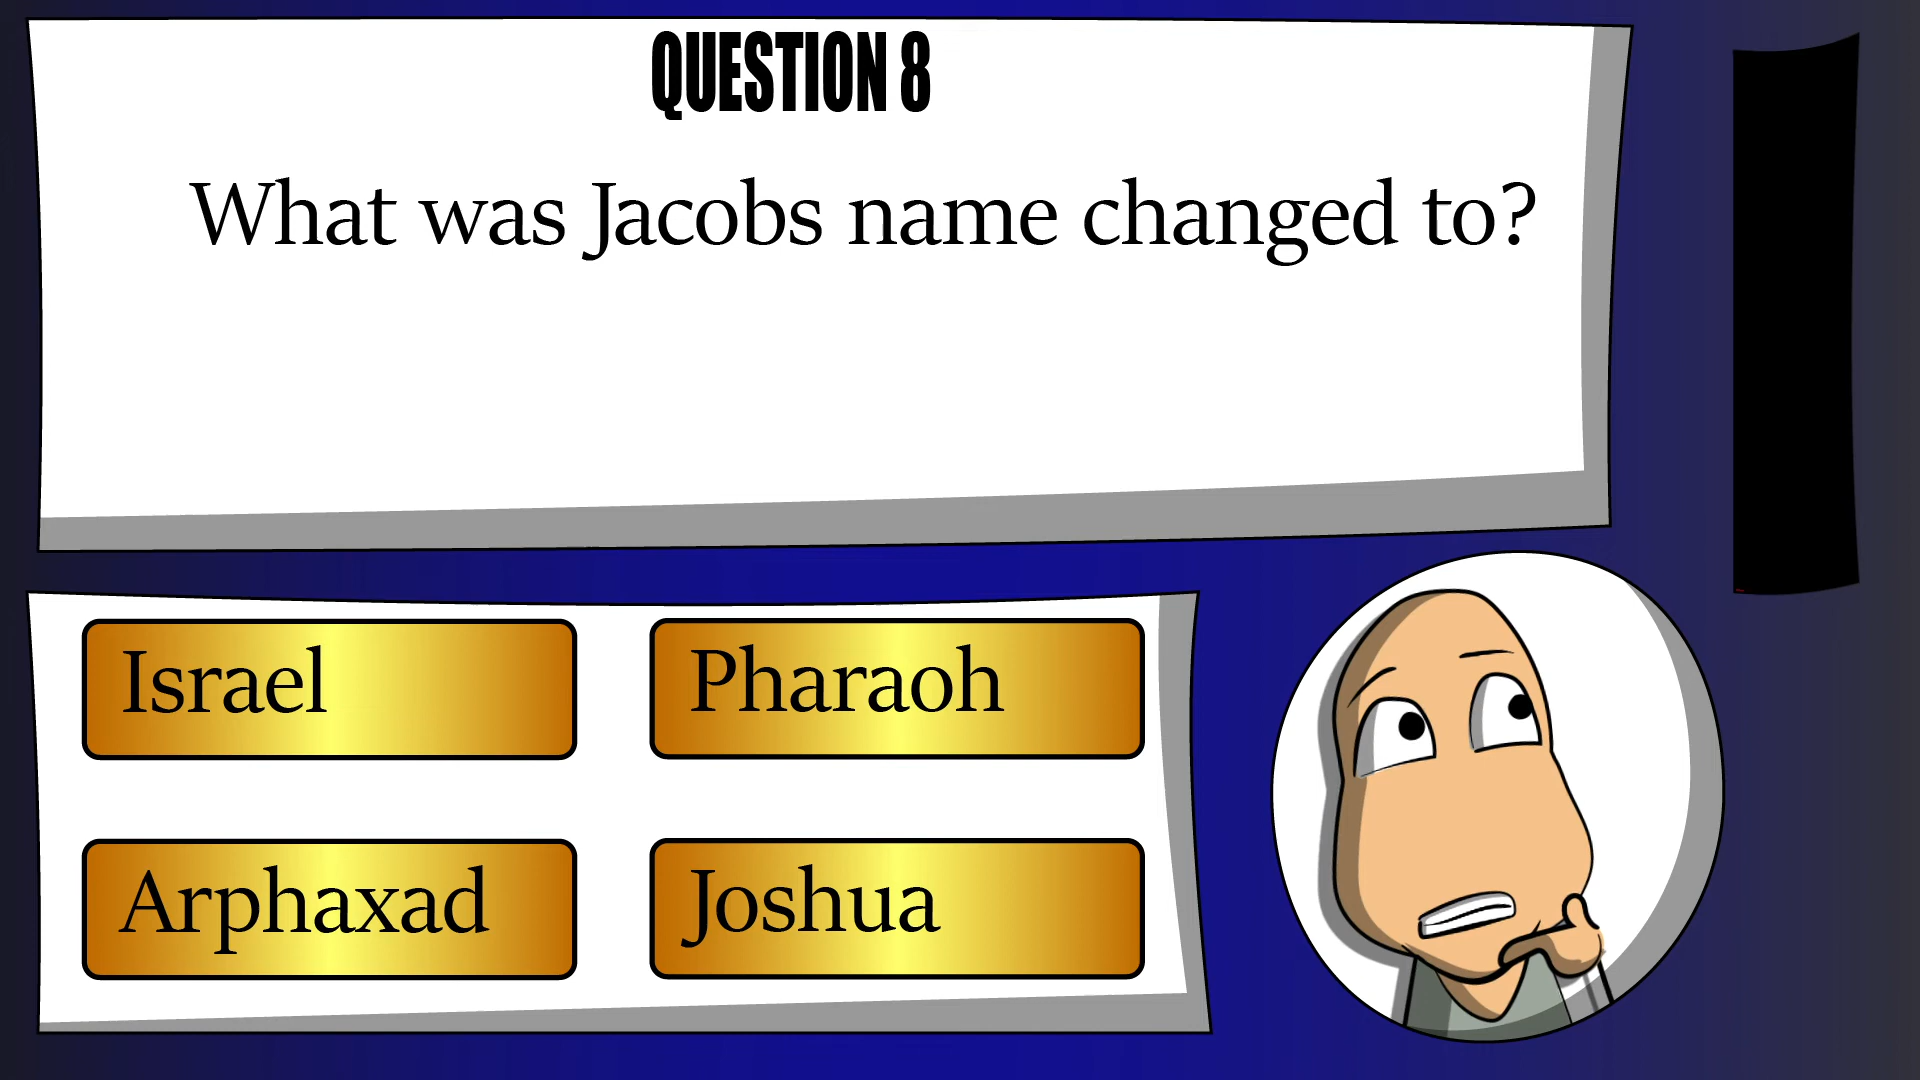 QUESTION 8
What was Jacobs name changed to?
Israel
Pharaoh
Arphaxad
Joshua